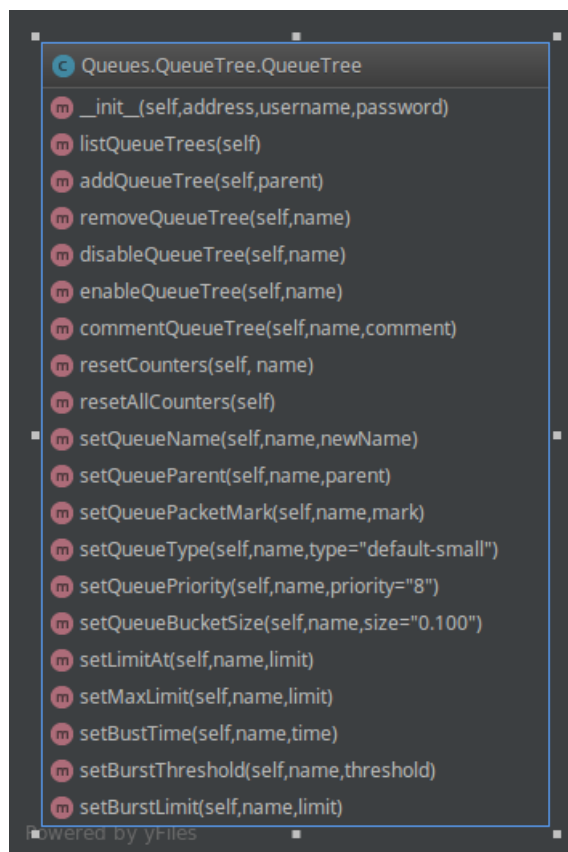 C Queues.QueueTree.QueueTree
m __init__(self,address,username,password)
m listQueueTrees(self)
m addQueueTree(self,parent)
m removeQueueTree(self,name)
m disableQueueTree(self,name)
m enableQueueTree(self,name)
m commentQueueTree(self,name,comment)
m resetCounters(self, name)
m resetAllCounters(self)
m setQueueName(self,name,newName)
m setQueueParent(self,name,parent)
m setQueuePacketMark(self,name,mark)
m setQueueType(self,name,type="default-small")
m setQueuePriority(self,name,priority="8")
m setQueueBucketSize(self,name,size="0.100")
m setLimitAt(self,name,limit)
m setMaxLimit(self,name,limit)
m setBustTime(self,name,time)
m setBurstThreshold(self,name,threshold)
m setBurstLimit(self,name,limit)
Powered by yFiles